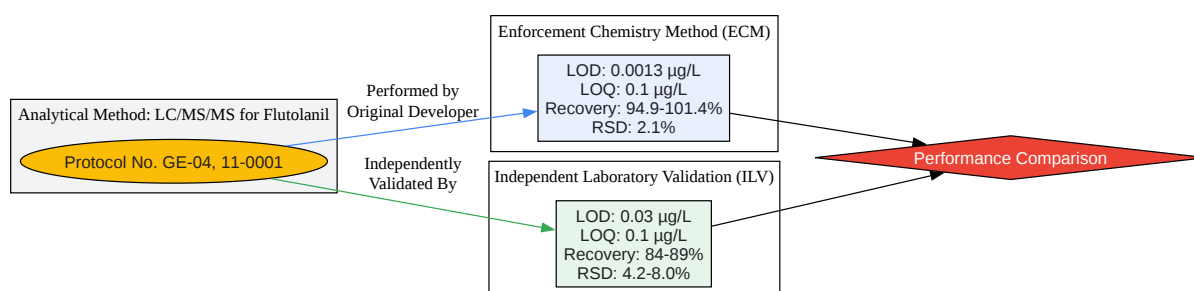 Analytical Method: LC/MS/MS for Flutolanil
Protocol No. GE-04, 11-0001
Performed by
Original Developer
Independently
Validated By
Enforcement Chemistry Method (ECM)
LOD: 0.0013 µg/L
LOQ: 0.1 µg/L
Recovery: 94.9-101.4%
RSD: 2.1%
Independent Laboratory Validation (ILV)
LOD: 0.03 µg/L
LOQ: 0.1 µg/L
Recovery: 84-89%
RSD: 4.2-8.0%
Performance Comparison